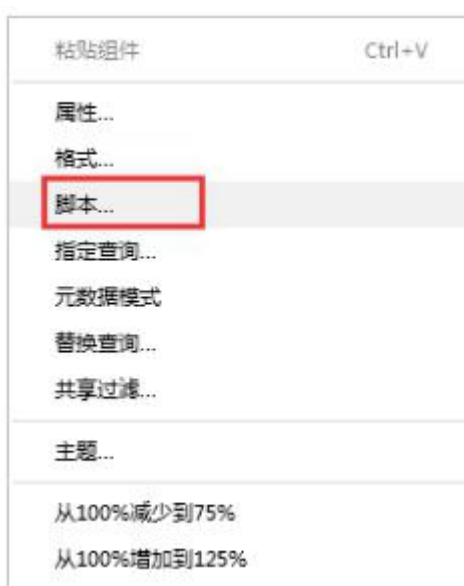 粘贴组件 Ctrl+V
属性...
格式...
脚本...
指定查询...
元数据模式
替换查询...
共享过滤...
主题...
从100%减少到75%
从100%增加到125%